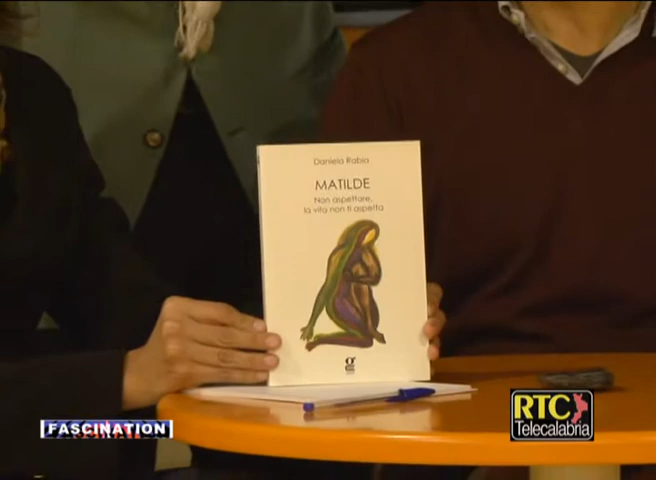 Daniela Rabia
MATILDE
Non aspettare,
la vita non ti aspetta
g
FASCINATION
RTC
Telecalabria